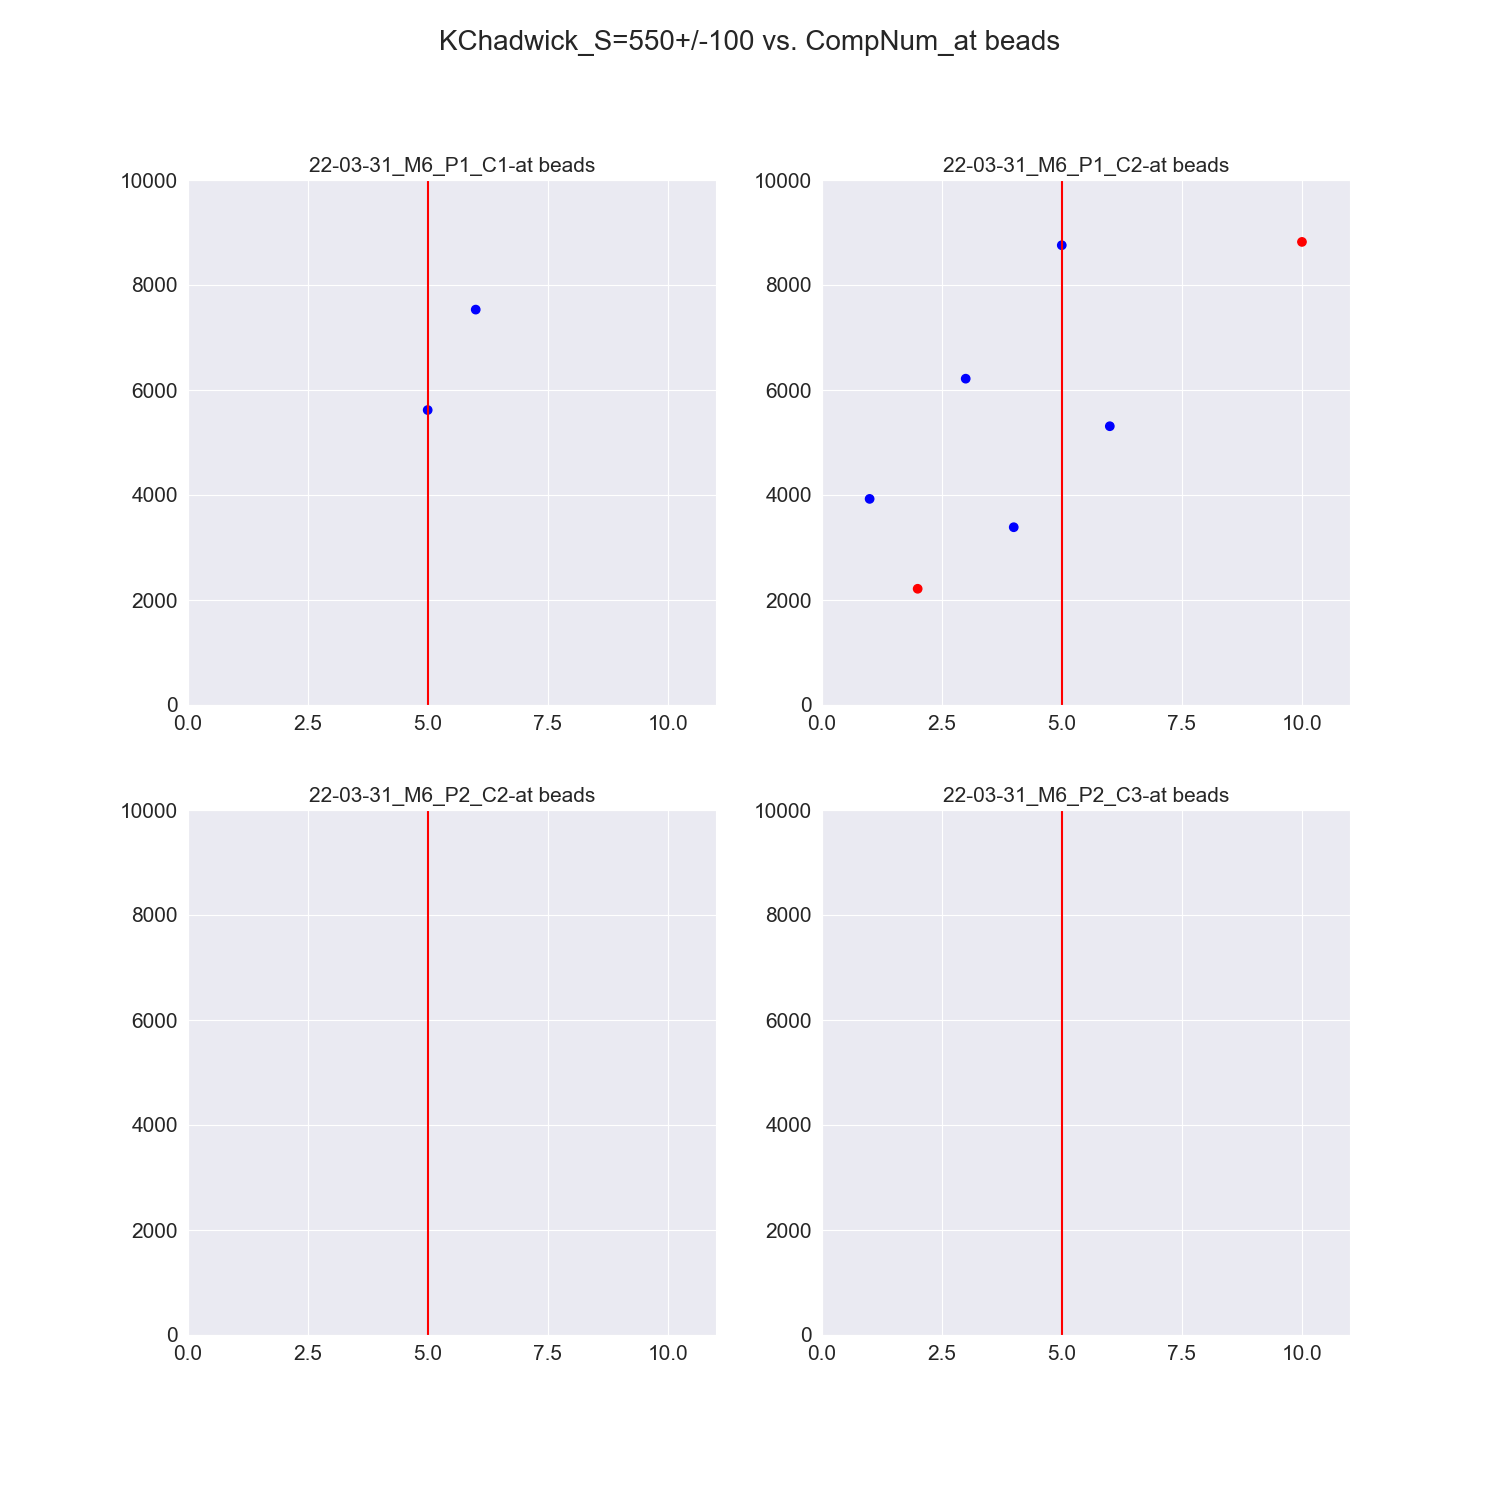 KChadwick_S=550+/-100 vs. CompNum_at beads
22-03-31_M6_P1_C1-at beads
10000
8000
6000
4000
2000
0
0.0 2.5 5.0 7.5 10.0
22-03-31_M6_P1_C2-at beads
10000
8000
6000
4000
2000
0
0.0 2.5 5.0 7.5 10.0
22-03-31_M6_P2_C2-at beads
10000
8000
6000
4000
2000
0
0.0 2.5 5.0 7.5 10.0
22-03-31_M6_P2_C3-at beads
10000
8000
6000
4000
2000
0
0.0 2.5 5.0 7.5 10.0